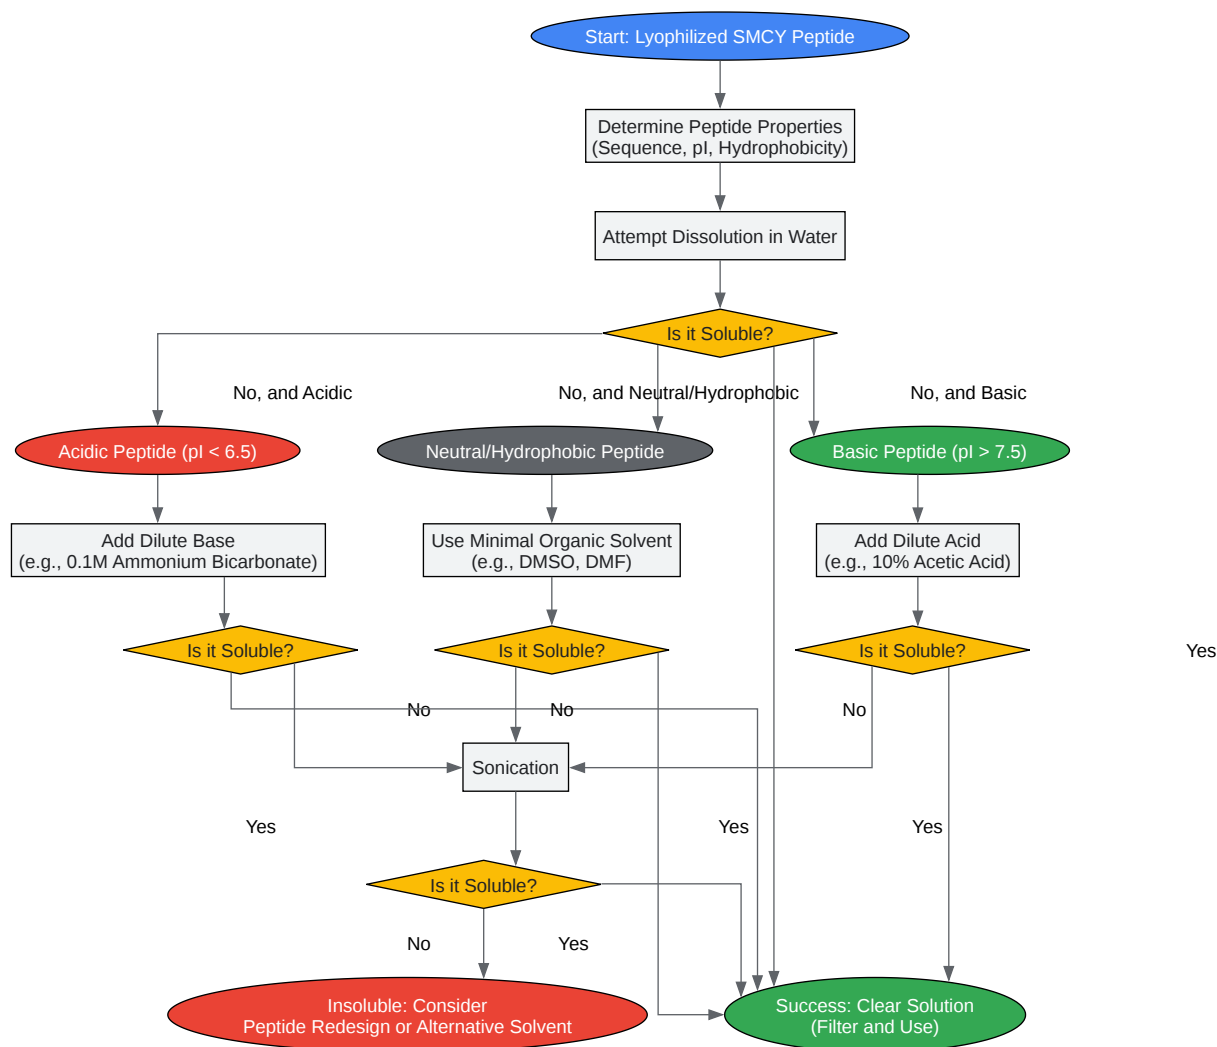 Start: Lyophilized SMCY Peptide
Determine Peptide Properties
(Sequence, pI, Hydrophobicity)
Attempt Dissolution in Water
Is it Soluble?
No, and Acidic
No, and Neutral/Hydrophobic
No, and Basic
Acidic Peptide (pI < 6.5)
Neutral/Hydrophobic Peptide
Basic Peptide (pI > 7.5)
Add Dilute Base
(e.g., 0.1M Ammonium Bicarbonate)
Use Minimal Organic Solvent
(e.g., DMSO, DMF)
Add Dilute Acid
(e.g., 10% Acetic Acid)
Is it Soluble?
Is it Soluble?
Is it Soluble?
Yes
No
No
No
Sonication
Yes
Yes
Yes
Is it Soluble?
No
Yes
Insoluble: Consider
Peptide Redesign or Alternative Solvent
Success: Clear Solution
(Filter and Use)